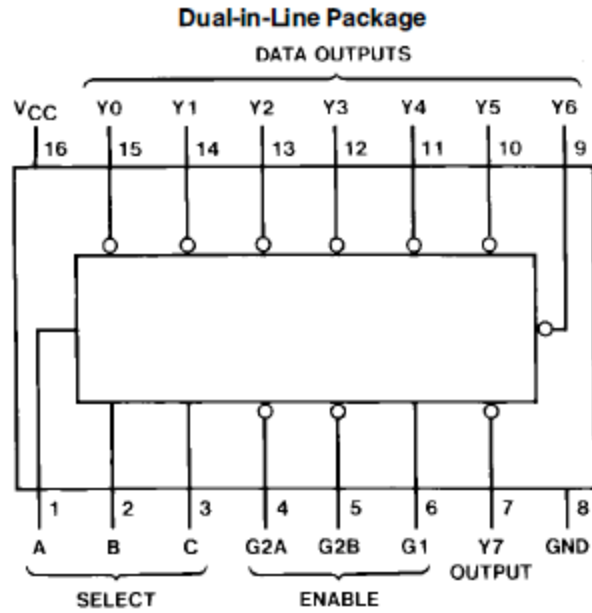 Dual-in-Line Package
DATA OUTPUTS
VCC Y0 Y1 Y2 Y3 Y4 Y5 Y6
16 15 14 13 12 11 10 9
1 2 3 4 5 6 7 8
A B C G2A G2B G1 Y7 GND
OUTPUT
SELECT ENABLE